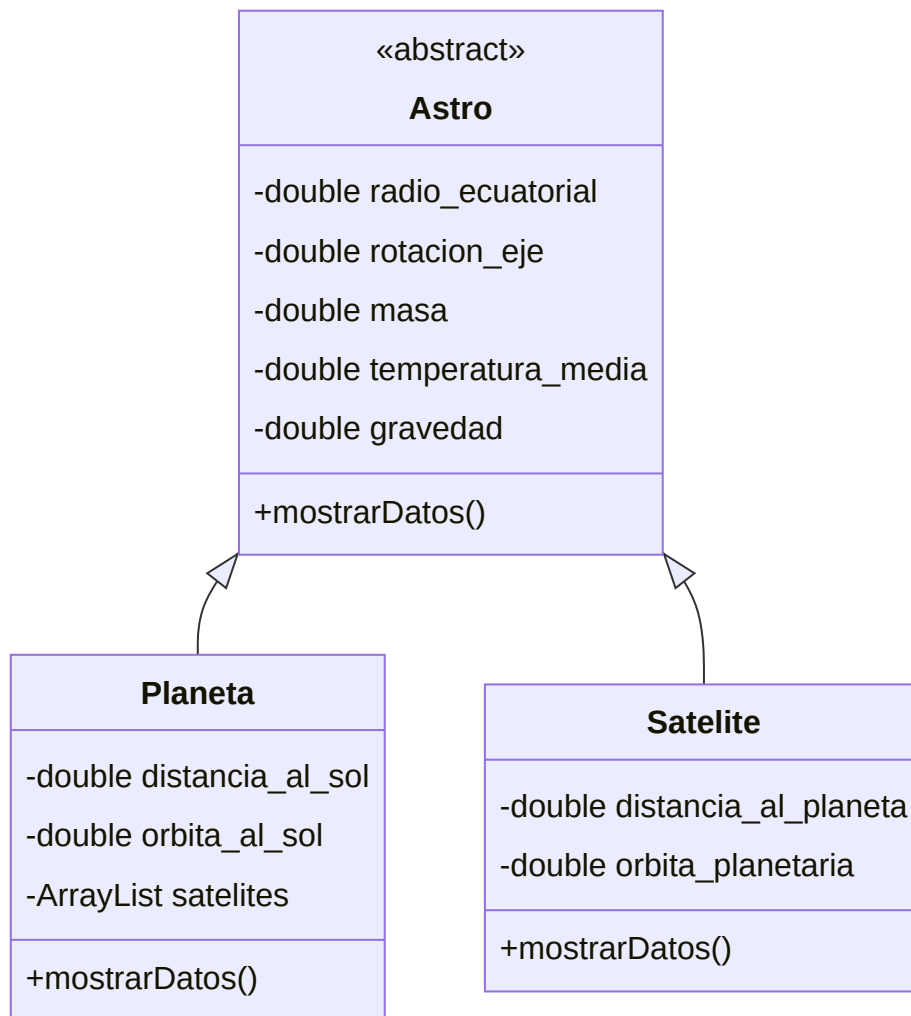 «abstract»
Astro
-double radio_ecuatorial
-double rotacion_eje
-double masa
-double temperatura_media
-double gravedad
+mostrarDatos()
Planeta
-double distancia_al_sol
-double orbita_al_sol
-ArrayList satelites
+mostrarDatos()
Satelite
-double distancia_al_planeta
-double orbita_planetaria
+mostrarDatos()